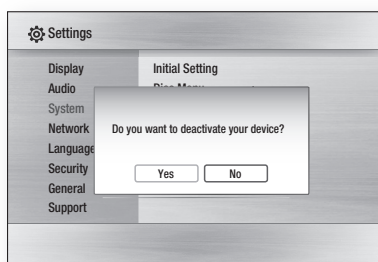 Settings
Display
Initial Setting
Audio
System
Network
Do you want to deactivate your device?
Language
Security
Yes
No
General
Support